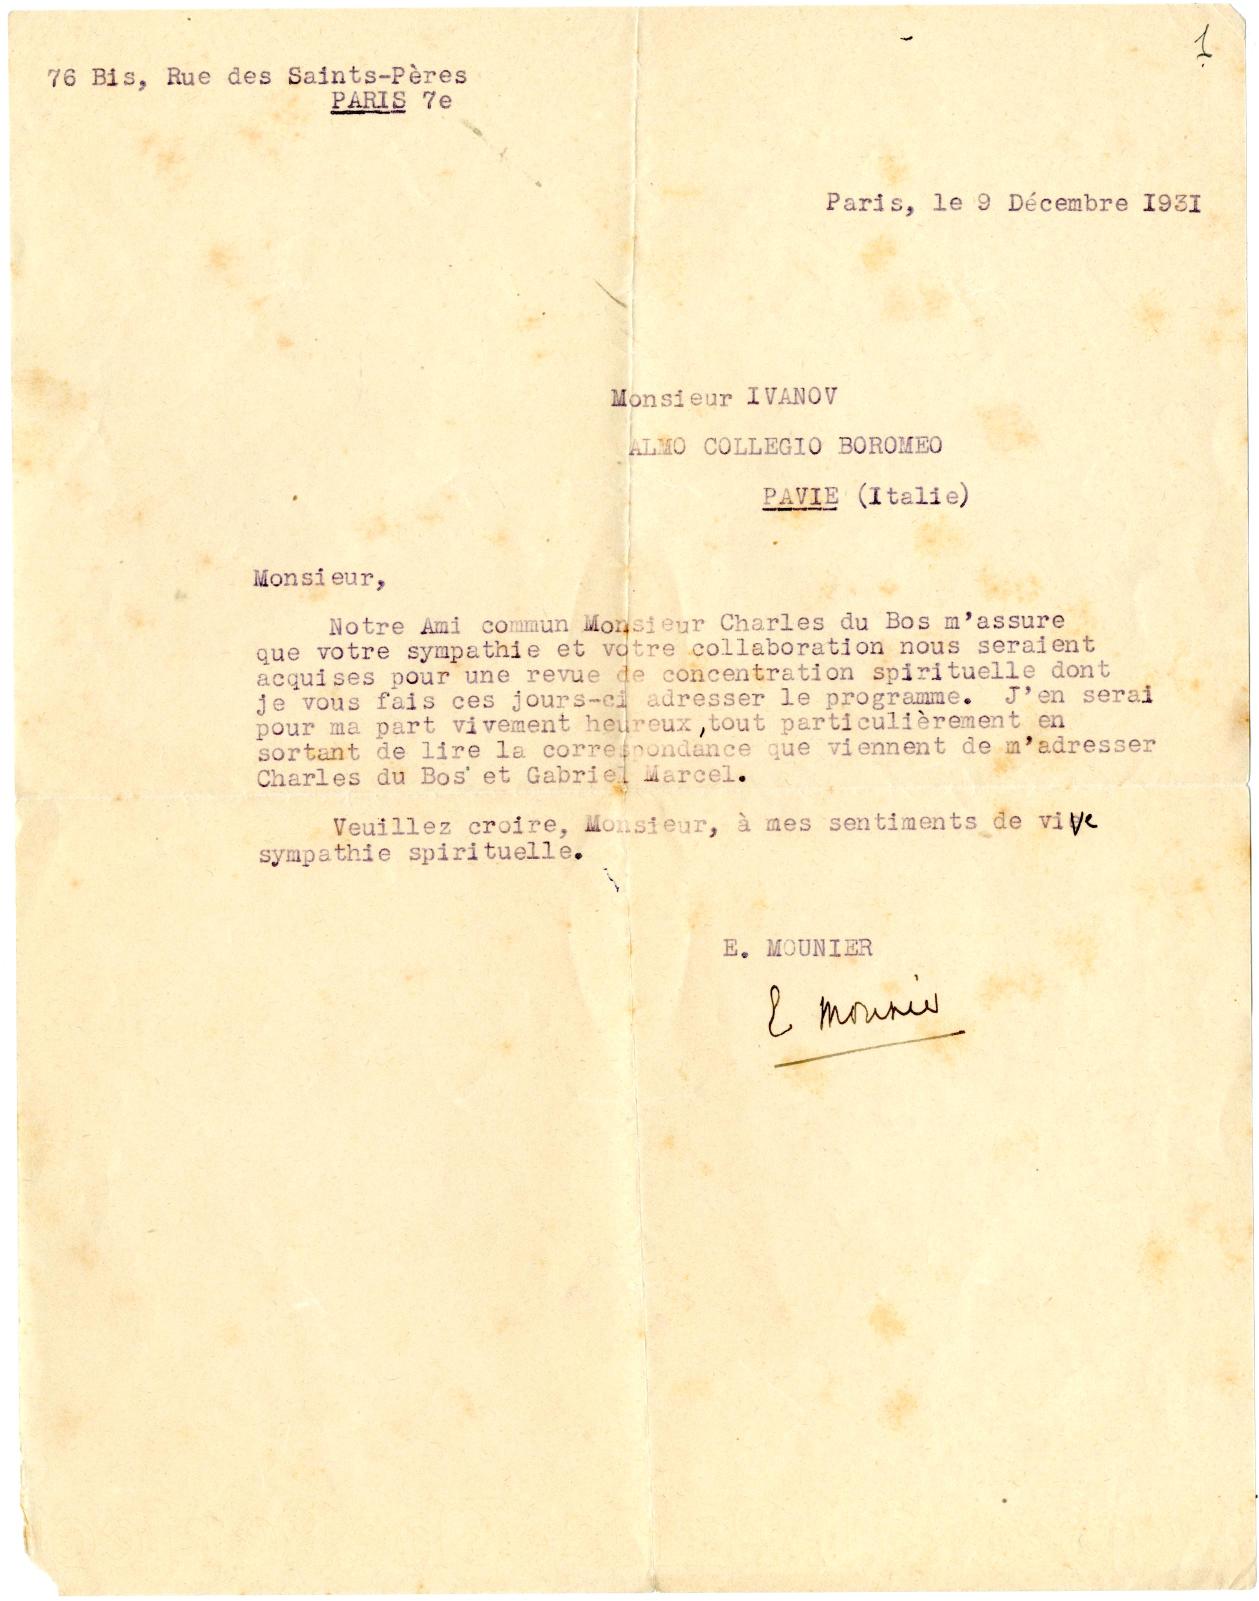 1
76 Bis, Rue des Saints-Pères
PARIS 7e
Paris, le 9 Décembre I93I
Monsieur IVANOV
ALMO COLLEGIO BOROMEO
PAVIE (Italie)
Monsieur,
Notre Ami commun Monsieur Charles du Bos m'assure
que votre sympathie et votre collaboration nous seraient
acquises pour une revue de concentration spirituelle dont
je vous fais ces jours-ci adresser le programme. J'en serai
pour ma part vivement heureux,tout particulièrement en
sortant de lire la correspondance que viennent de m'adresser
Charles du Bos et Gabriel Marcel.
Veuillez croire, Monsieur, à mes sentiments de vive
sympathie spirituelle.
E. MOUNIER
E Mounier